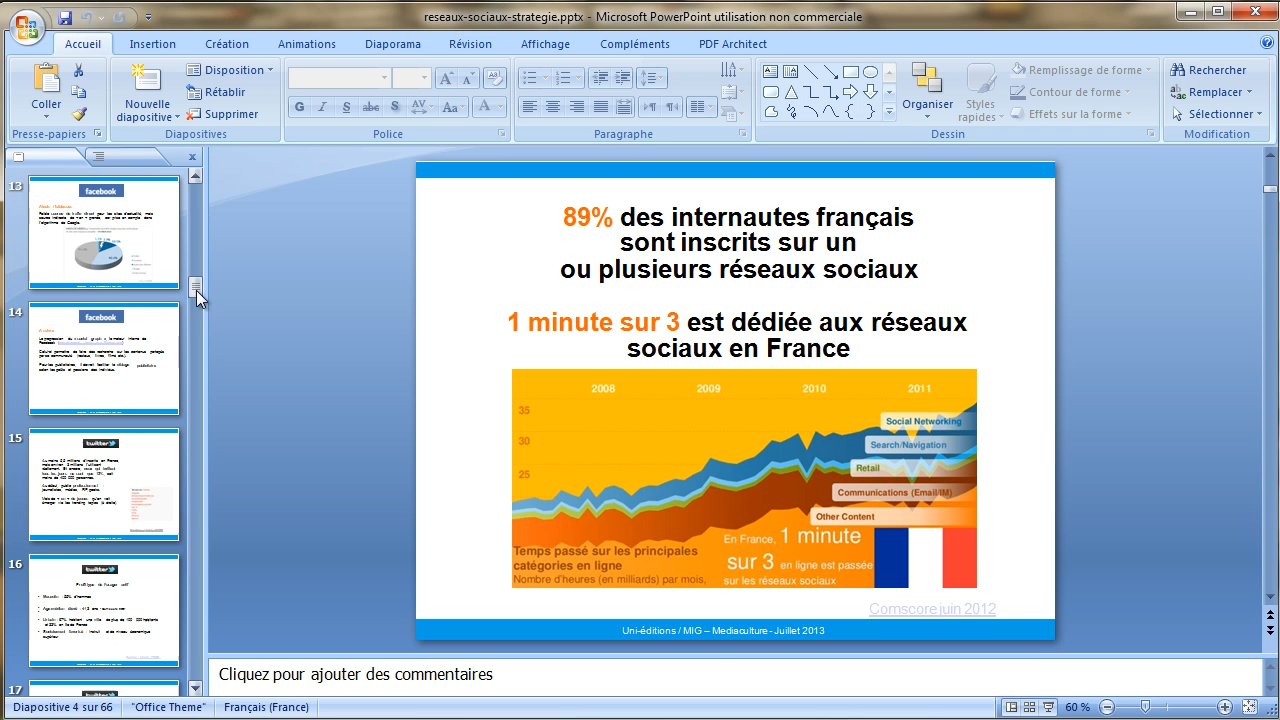 reseaux-sociaux-strategie.pptx - Microsoft PowerPoint utilisation non commerciale
Accueil Insertion Création Animations Diaporama Révision Affichage Compléments PDF Architect
Coller
Presse-papiers
Nouvelle diapositive
Disposition
Rétablir
Supprimer
Diapositives
G I S abc S AV Aa A
Police
Paragraphe
Organiser
Styles rapides
Remplissage de forme
Contour de forme
Effets sur la forme
Dessin
Rechercher
Remplacer
Sélectionner
Modification
13
facebook
14
facebook
15
twitter
16
twitter
17
89% des internautes français
sont inscrits sur un
ou plusieurs réseaux sociaux
1 minute sur 3 est dédiée aux réseaux
sociaux en France
2008 2009 2010 2011
35
30
25
Social Networking
Search/Navigation
Retail
Communications (Email/IM)
Other Content
Temps passé sur les principales
catégories en ligne
Nombre d'heures (en milliards) par mois,
En France, 1 minute
sur 3 en ligne est passée
sur les réseaux sociaux
Comscore juin 2012
Uni-éditions / MIG – Mediaculture - Juillet 2013
Cliquez pour ajouter des commentaires
Diapositive 4 sur 66 "Office Theme" Français (France) 60 %